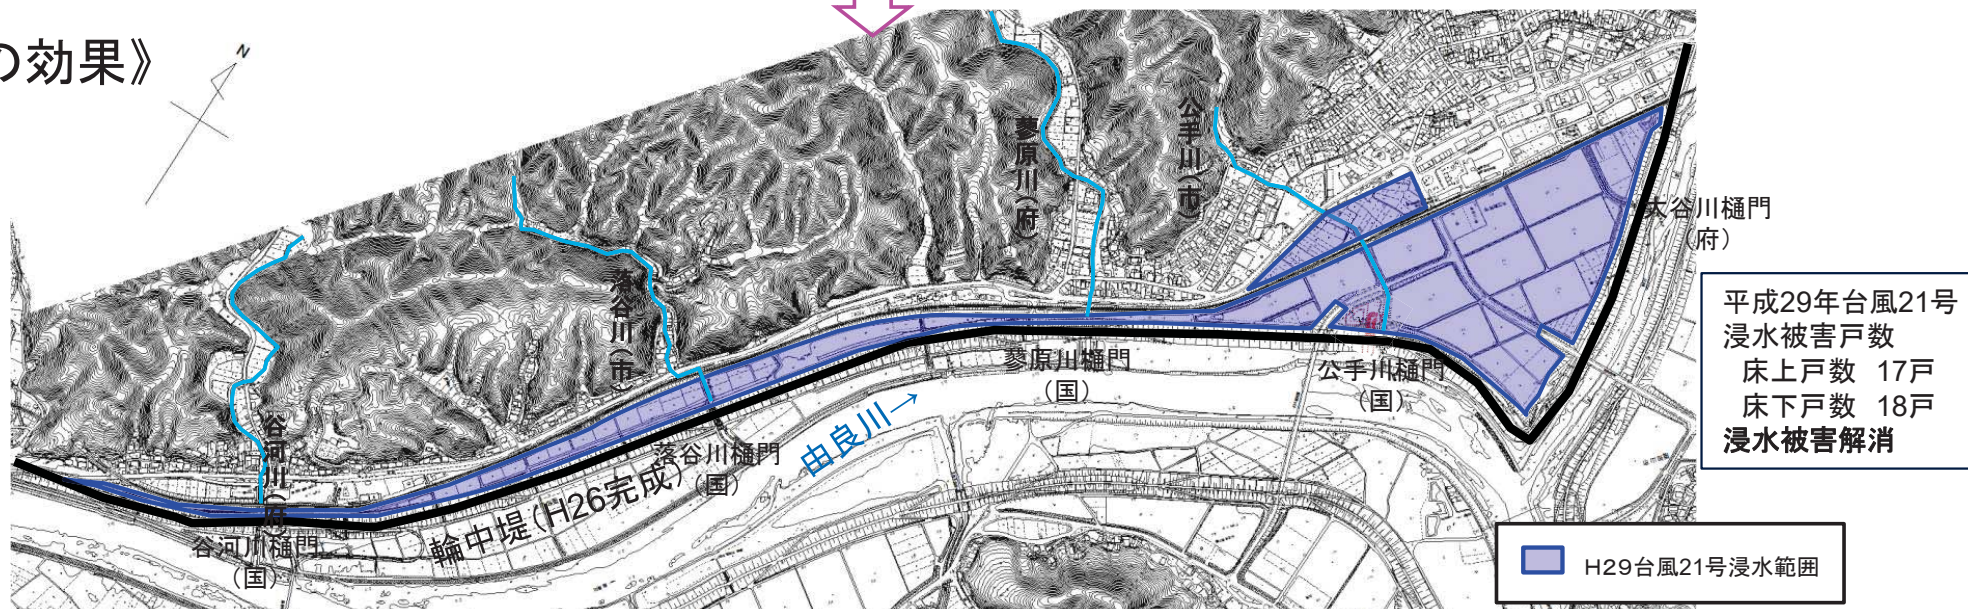 の効果》
N
蓼原川(府)
公手川(市)
大谷川樋門
(府)
落谷川(市)
谷河川(府)
蓼原川樋門
(国)
公手川樋門
(国)
由良川→
落谷川樋門
(国)
輪中堤(H26完成)
谷河川樋門
(国)
平成29年台風21号
浸水被害戸数
床上戸数 17戸
床下戸数 18戸
浸水被害解消
H29台風21号浸水範囲